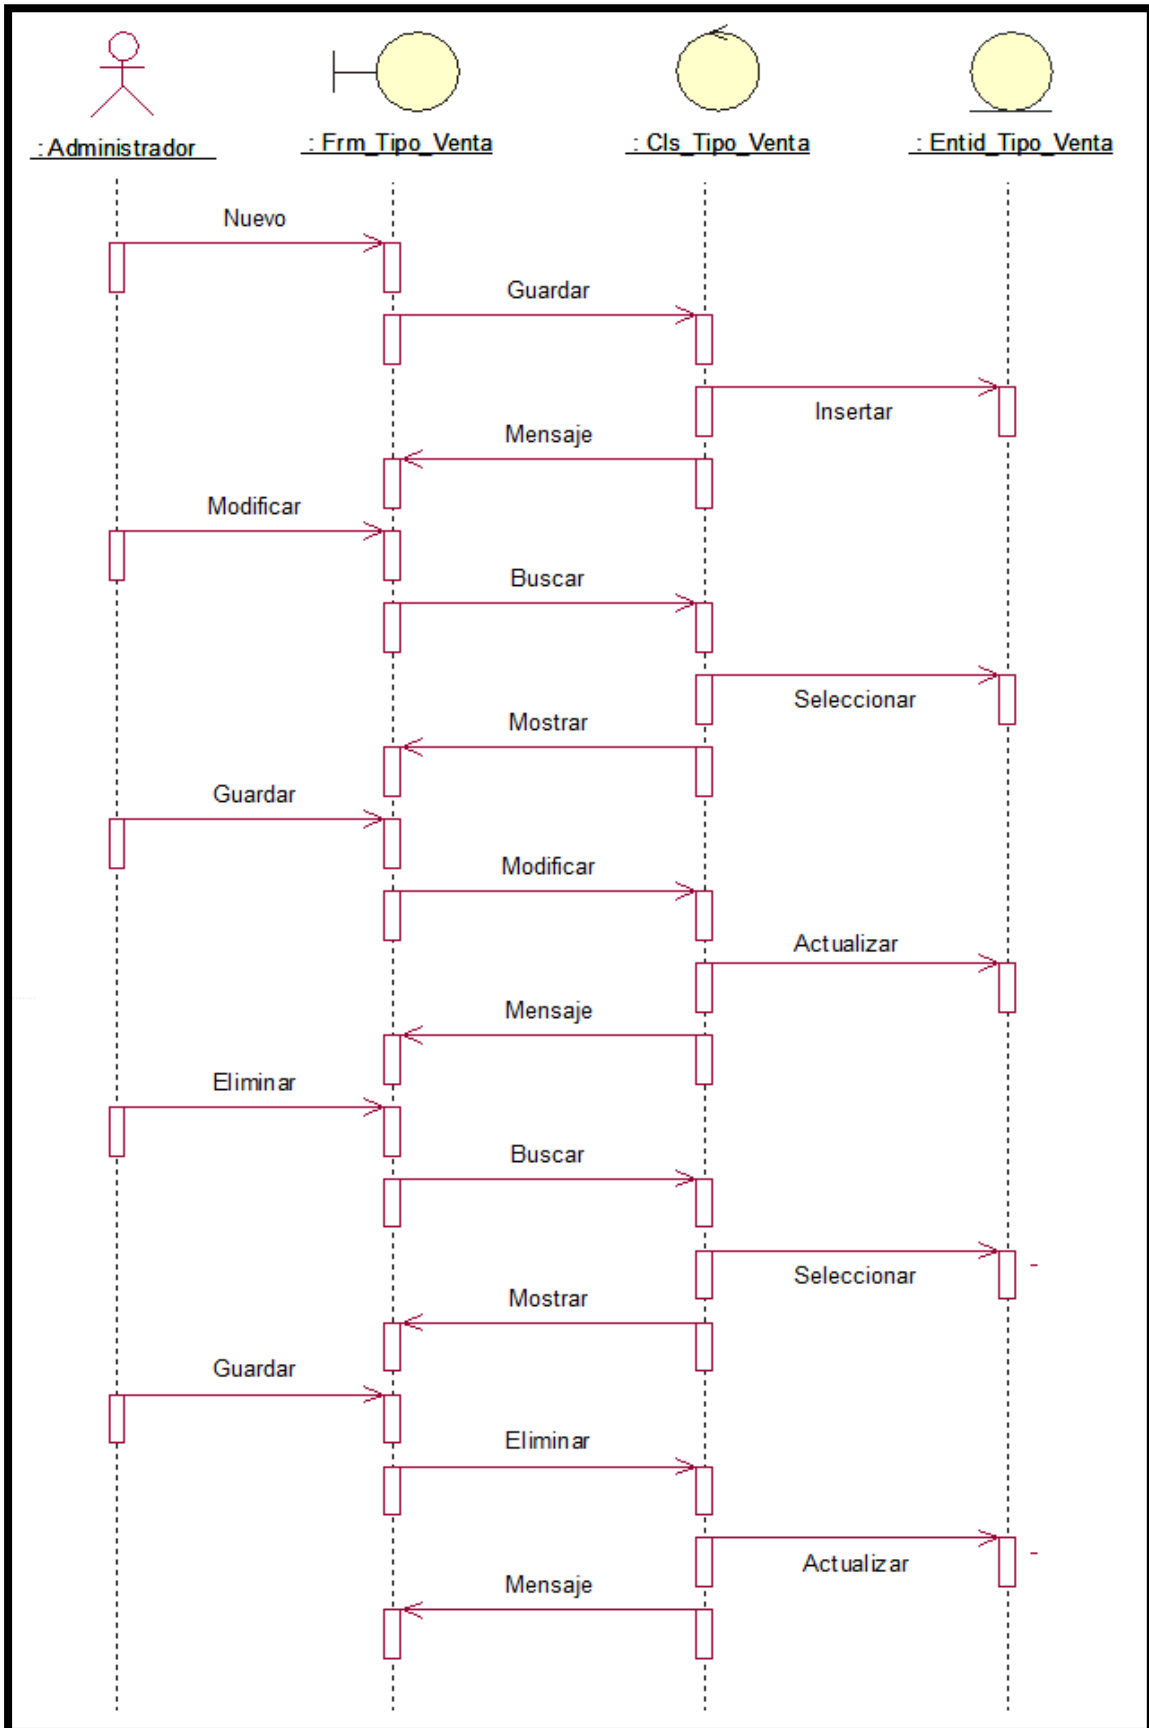 : Administrador
: Frm_Tipo_Venta
: Cls_Tipo_Venta
: Entid_Tipo_Venta
Nuevo
Guardar
Insertar
Mensaje
Modificar
Buscar
Seleccionar
Mostrar
Guardar
Modificar
Actualizar
Mensaje
Eliminar
Buscar
Seleccionar
Mostrar
Guardar
Eliminar
Actualizar
Mensaje